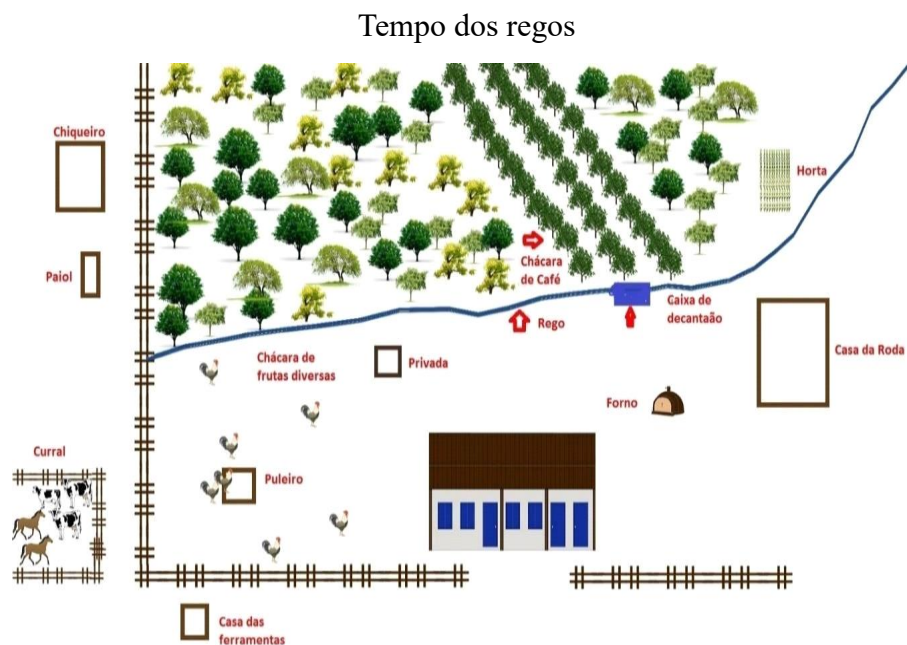 Tempo dos regos
Chiqueiro
Horta
Paiol
Chácara
de Café
Rego
Caixa de
decantaão
Casa da Roda
Chácara de
frutas diversas
Privada
Forno
Curral
Puleiro
Casa das
ferramentas